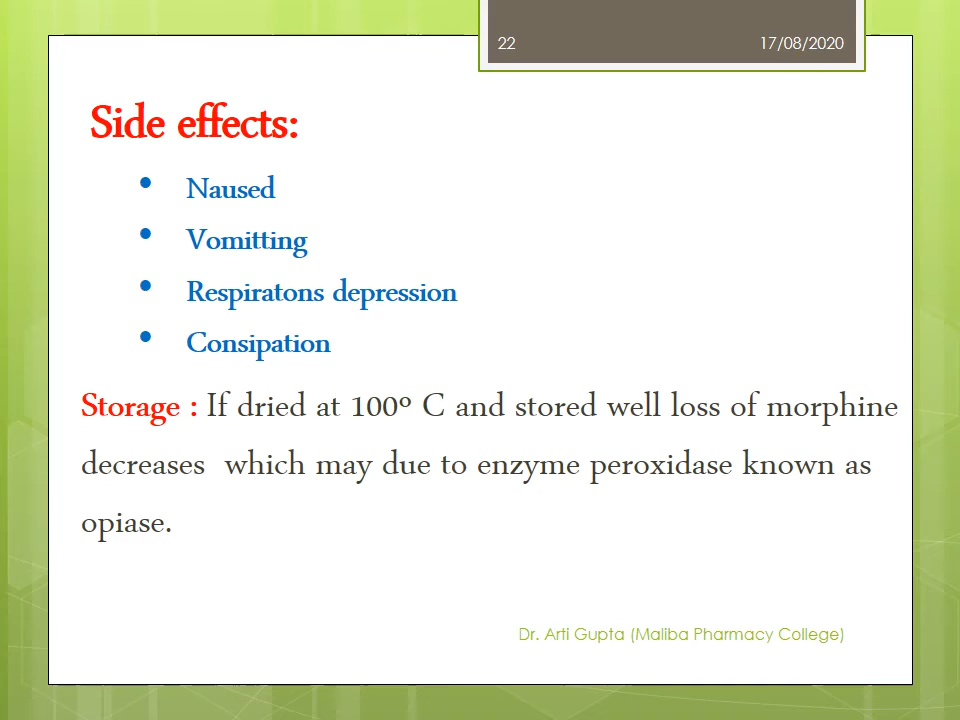 22
17/08/2020
Side effects:
• Naused
• Vomitting
• Respiratons depression
• Consipation
Storage : If dried at 100º C and stored well loss of morphine
decreases which may due to enzyme peroxidase known as
opiase.
Dr. Arti Gupta (Maliba Pharmacy College)